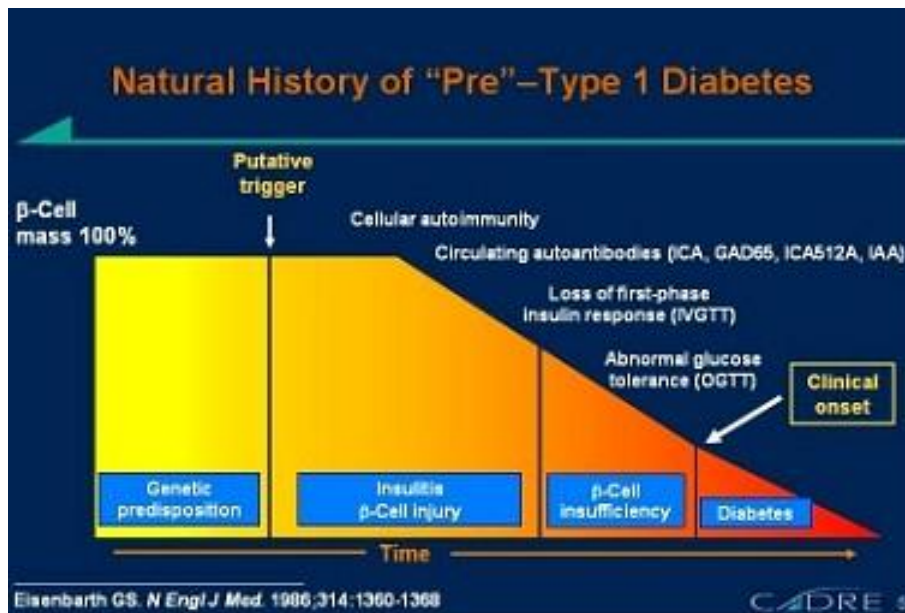 Natural History of “Pre”–Type 1 Diabetes
Putative
trigger
β-Cell
mass 100%
Cellular autoimmunity
Circulating autoantibodies (ICA, GAD65, ICA512A, IAA)
Loss of first-phase
insulin response (IVGTT)
Abnormal glucose
tolerance (OGTT)
Clinical
onset
Genetic
predisposition
Insulitis
β-Cell injury
β-Cell
insufficiency
Diabetes
Time
Eisenbarth GS. N Engl J Med. 1986;314:1360-1368
CADRE